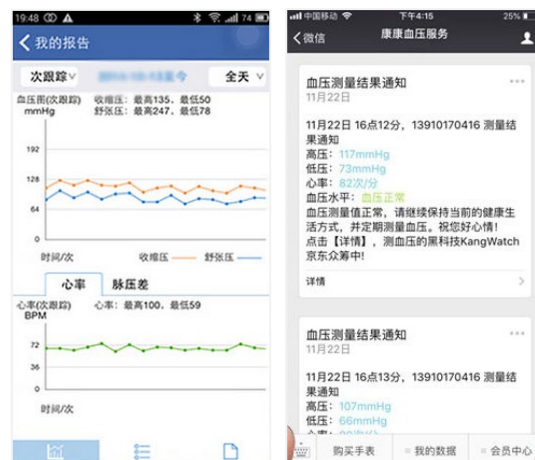 19:48
74
我的报告
次跟踪
全天
血压图(次跟踪) 收缩压：最高135，最低50
mmHg 舒张压：最高247，最低78
192
128
64
0
时间/次 收缩压 舒张压
心率 脉压差
心率(次跟踪) 心率：最高100，最低59
BPM
72
36
0
时间/次
中国移动 下午4:15 25%
微信 康康血压服务
血压测量结果通知
11月22日
11月22日 16点12分，13910170416 测量结
果通知
高压：117mmHg
低压：73mmHg
心率：82次/分
血压水平：血压正常
血压测量值正常，请继续保持当前的健康生
活方式，并定期测量血压。祝您好心情！
点击【详情】，测血压的黑科技KangWatch
京东众筹中!
详情
血压测量结果通知
11月22日
11月22日 16点13分，13910170416 测量结
果通知
高压：107mmHg
低压：66mmHg
购买手表 我的数据 会员中心